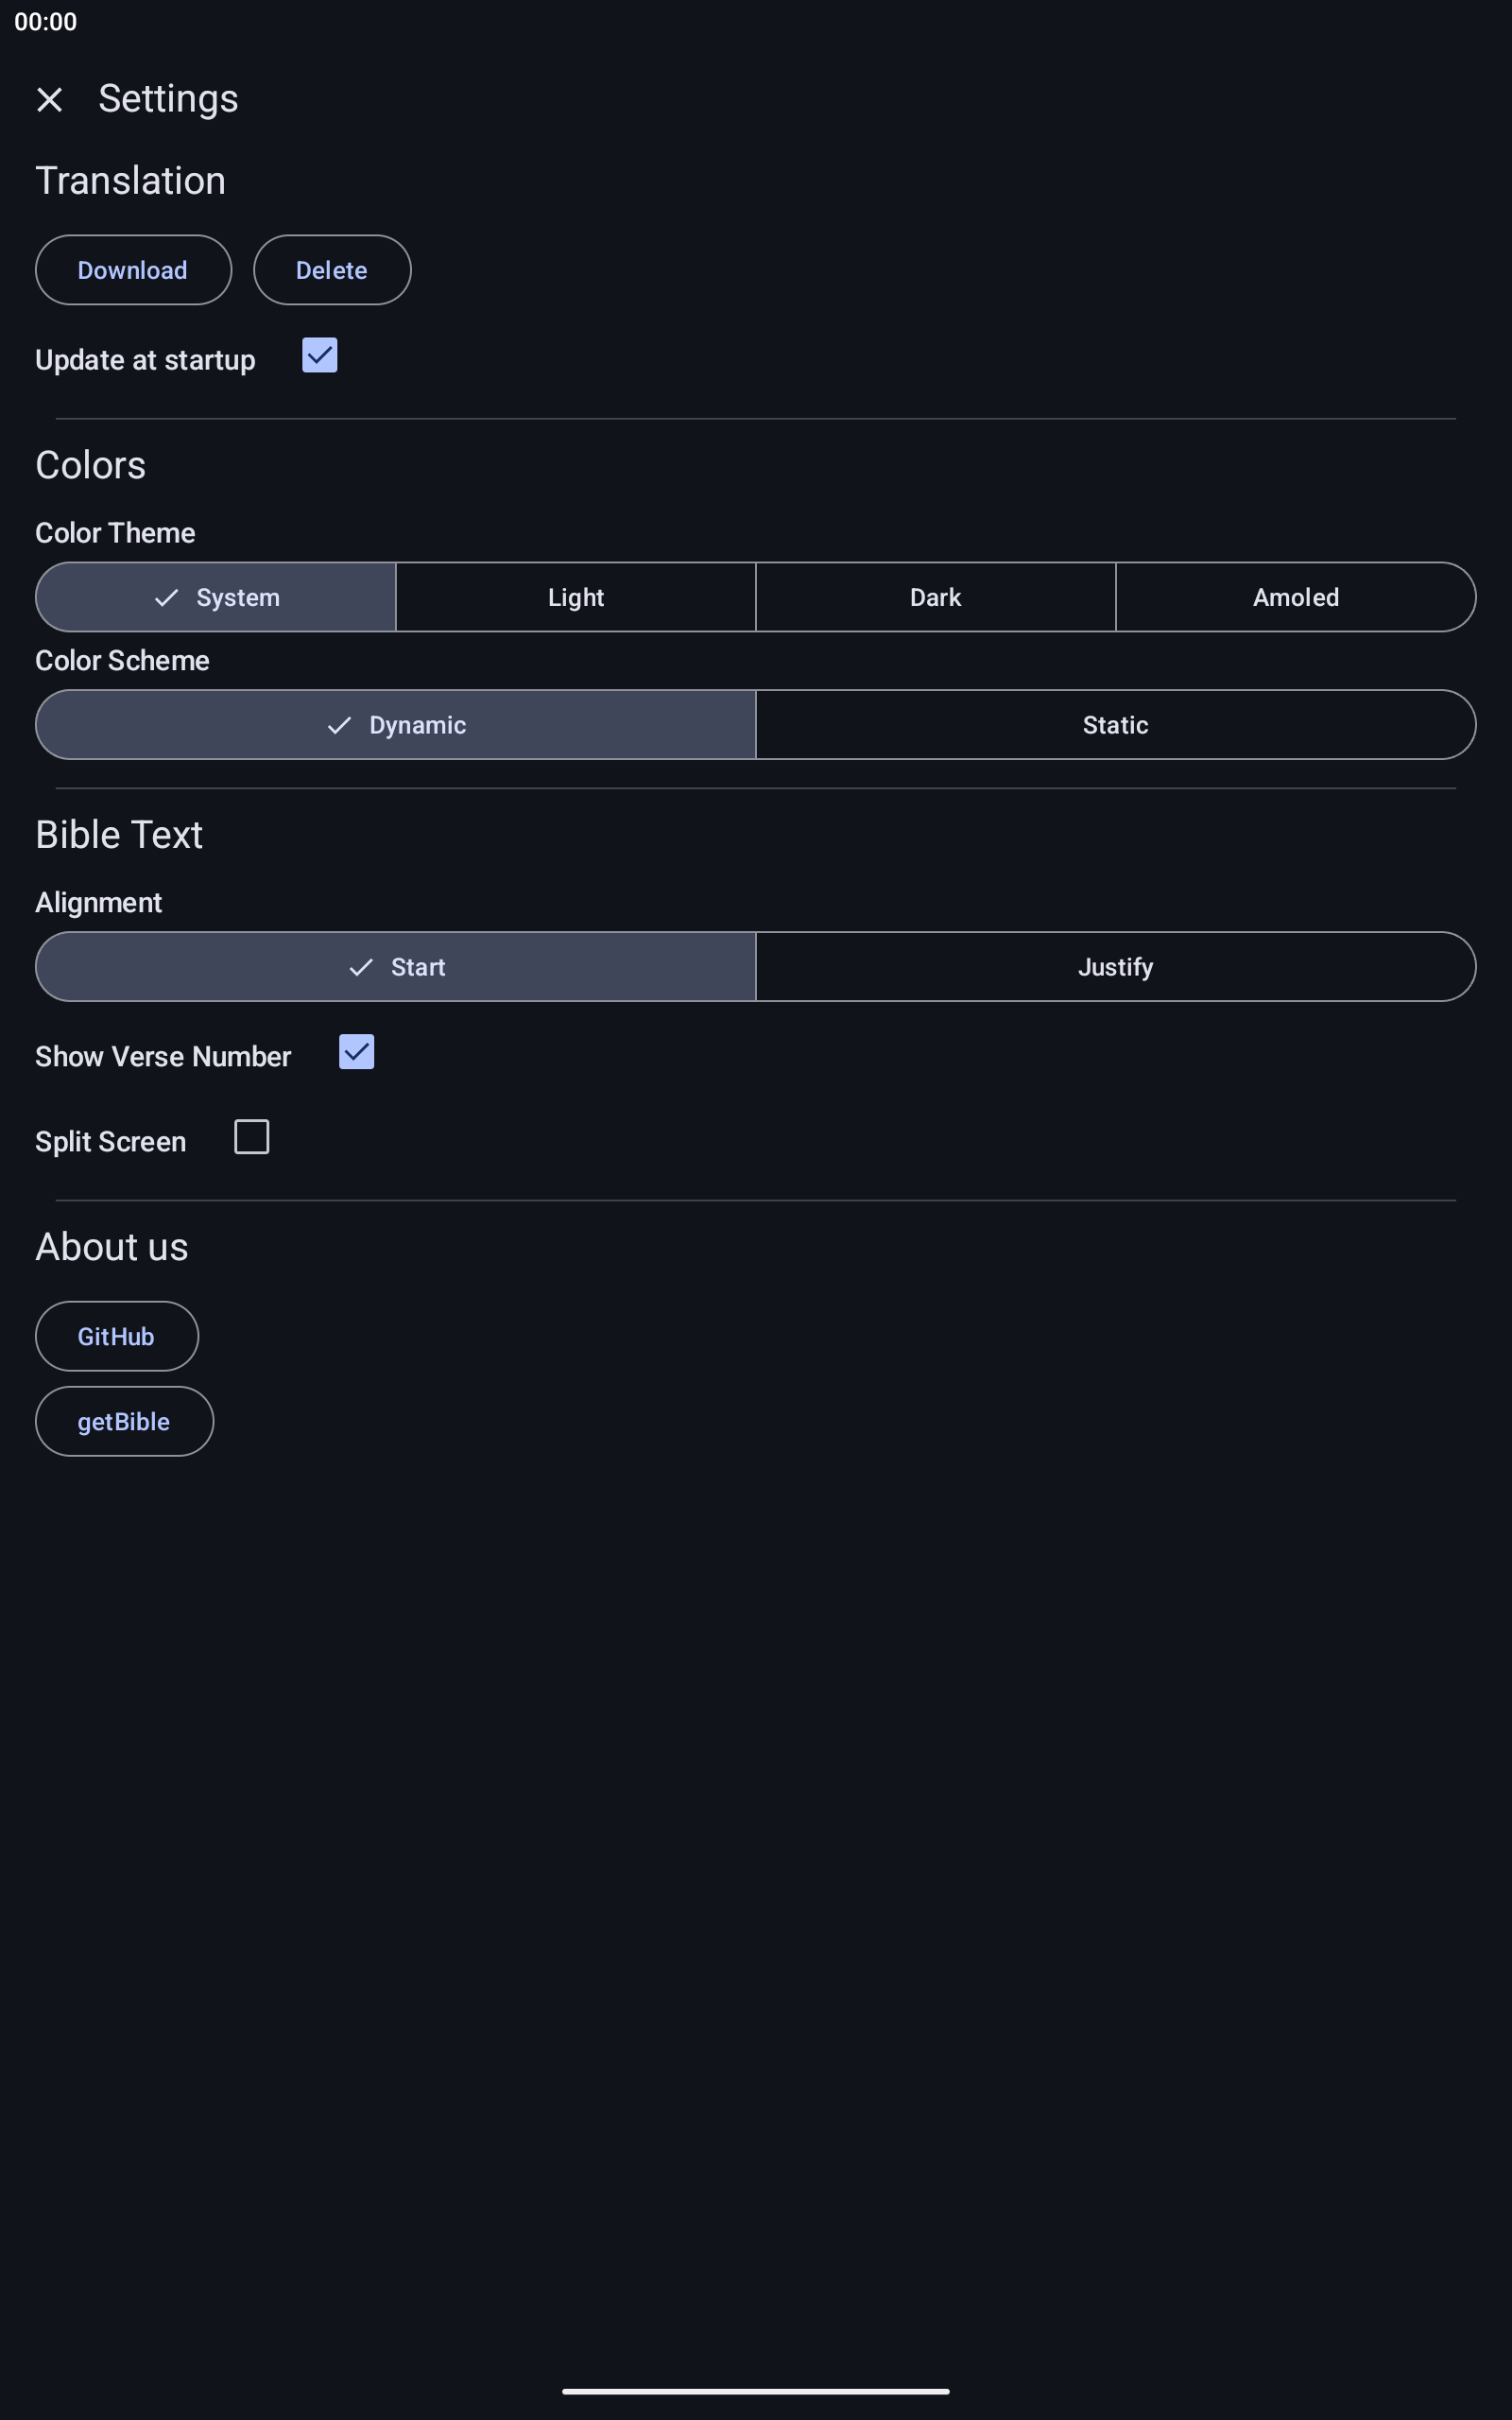 00:00
Settings
Translation
Download Delete
Update at startup
Colors
Color Theme
System Light Dark Amoled
Color Scheme
Dynamic Static
Bible Text
Alignment
Start Justify
Show Verse Number
Split Screen
About us
GitHub
getBible